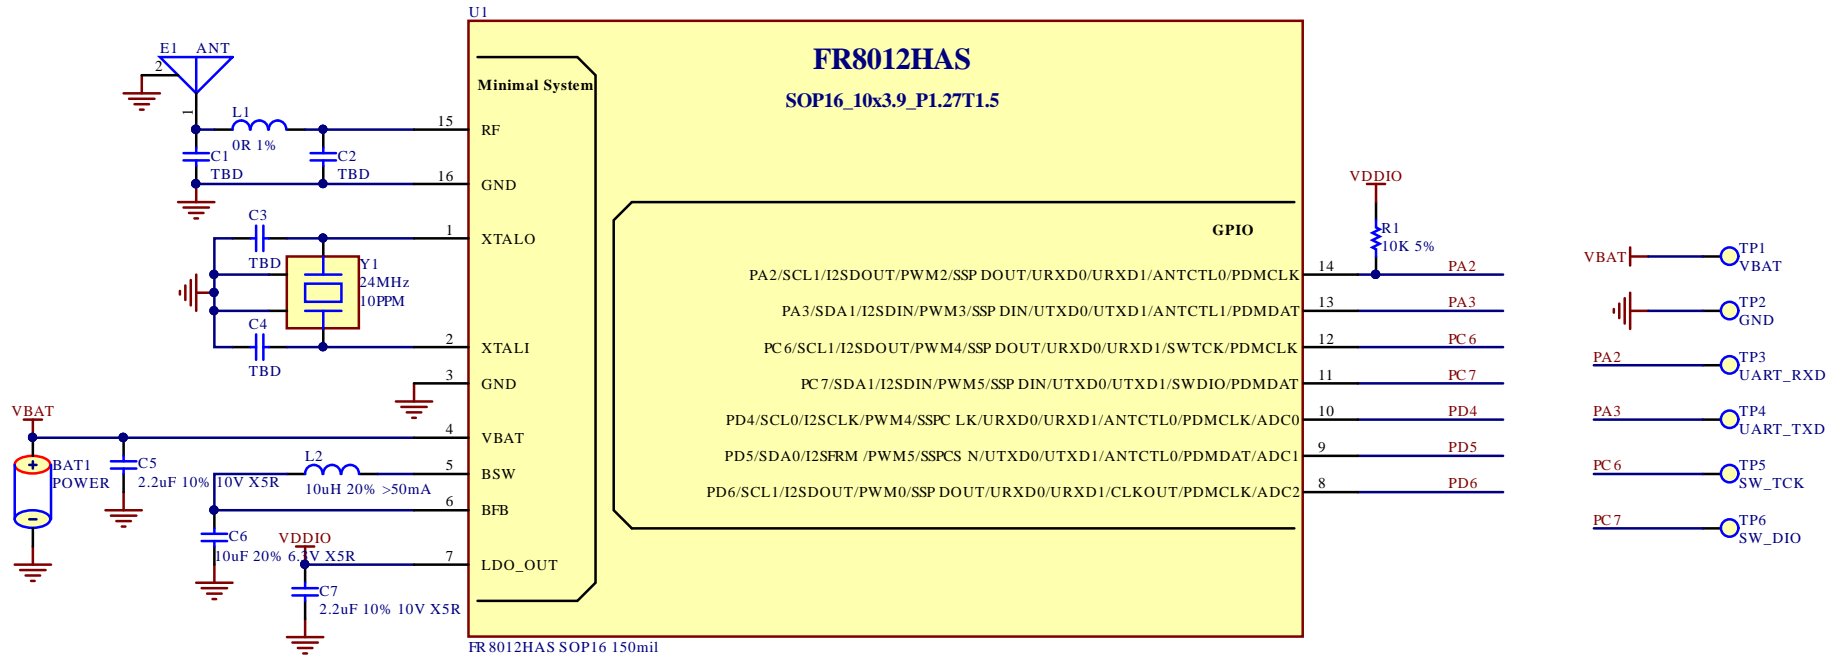 U1
FR8012HAS
SOP16_10x3.9_P1.27T1.5
Minimal System
E1 ANT
2
1
L1
0R 1%
C1
TBD
C2
TBD
15 RF
16 GND
C3
TBD
1 XTALO
Y1
24MHz
10PPM
C4
TBD
2 XTALI
3 GND
VBAT
4 VBAT
BAT1
POWER
C5
2.2uF 10% 10V X5R
L2
10uH 20% >50mA
5 BSW
6 BFB
C6
10uF 20% 6.3V X5R
VDDIO
7 LDO_OUT
C7
2.2uF 10% 10V X5R
FR8012HAS SOP16 150mil
GPIO
VDDIO
R1
10K 5%
PA2/SCL1/I2SDOUT/PWM2/SSP DOUT/URXD0/URXD1/ANTCTL0/PDMCLK 14 PA2
PA3/SDA1/I2SDIN/PWM3/SSP DIN/UTXD0/UTXD1/ANTCTL1/PDMDAT 13 PA3
PC6/SCL1/I2SDOUT/PWM4/SSP DOUT/URXD0/URXD1/SWTCK/PDMCLK 12 PC6
PC7/SDA1/I2SDIN/PWM5/SSP DIN/UTXD0/UTXD1/SWDIO/PDMDAT 11 PC7
PD4/SCL0/I2SCLK/PWM4/SSPC LK/URXD0/URXD1/ANTCTL0/PDMCLK/ADC0 10 PD4
PD5/SDA0/I2SFRM /PWM5/SSPCS N/UTXD0/UTXD1/ANTCTL0/PDMDAT/ADC1 9 PD5
PD6/SCL1/I2SDOUT/PWM0/SSP DOUT/URXD0/URXD1/CLKOUT/PDMCLK/ADC2 8 PD6
VBAT TP1
VBAT
TP2
GND
PA2 TP3
UART_RXD
PA3 TP4
UART_TXD
PC6 TP5
SW_TCK
PC7 TP6
SW_DIO